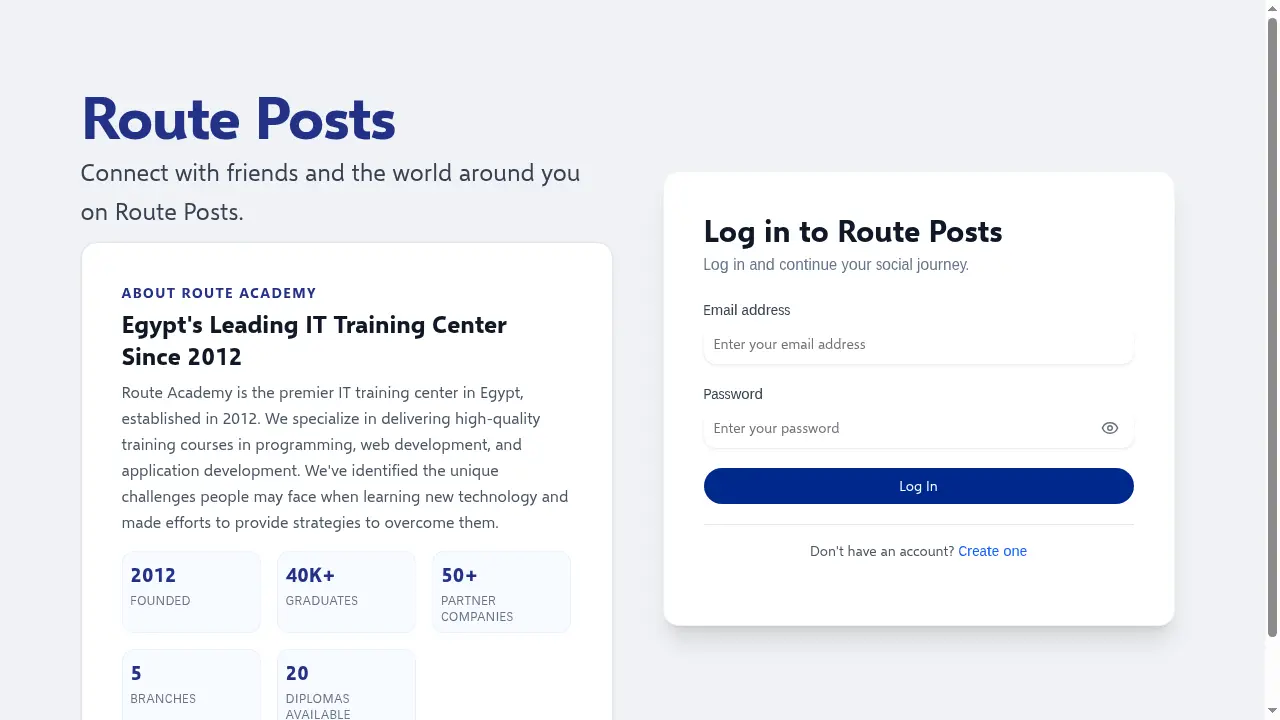 Route Posts
Connect with friends and the world around you
on Route Posts.
ABOUT ROUTE ACADEMY
Egypt's Leading IT Training Center
Since 2012
Route Academy is the premier IT training center in Egypt,
established in 2012. We specialize in delivering high-quality
training courses in programming, web development, and
application development. We've identified the unique
challenges people may face when learning new technology and
made efforts to provide strategies to overcome them.
2012
FOUNDED
40K+
GRADUATES
50+
PARTNER
COMPANIES
5
BRANCHES
20
DIPLOMAS
AVAILABLE
Log in to Route Posts
Log in and continue your social journey.
Email address
Enter your email address
Password
Enter your password
Log In
Don't have an account? Create one